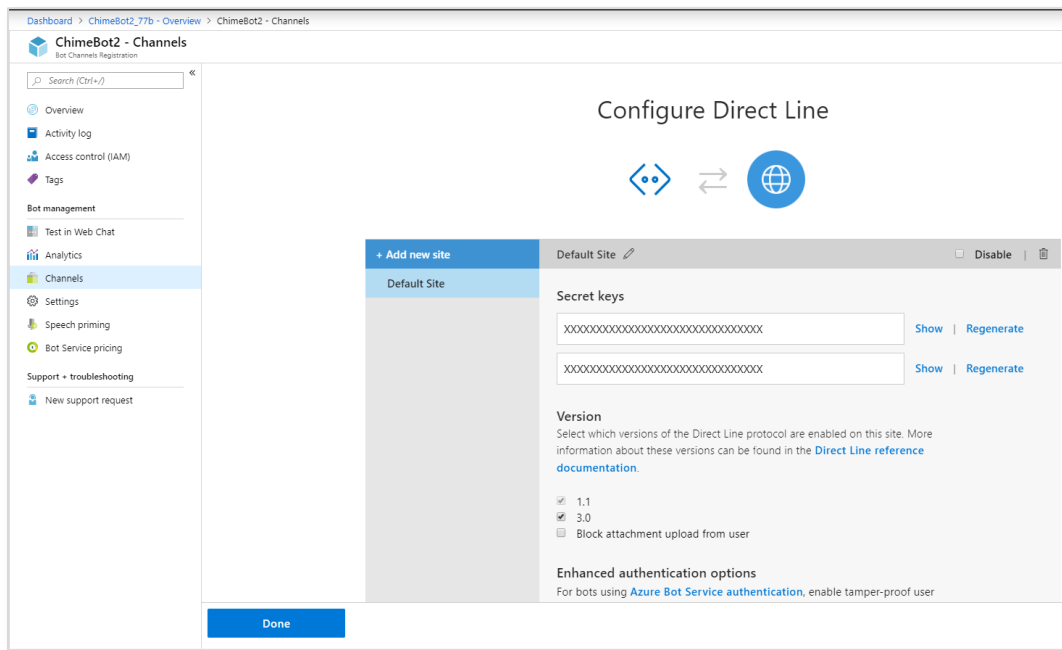 Dashboard > ChimeBot2_77b - Overview > ChimeBot2 - Channels
ChimeBot2 - Channels
Bot Channels Registration
Search (Ctrl+/)
«
Overview
Activity log
Access control (IAM)
Tags
Bot management
Test in Web Chat
Analytics
Channels
Settings
Speech priming
Bot Service pricing
Support + troubleshooting
New support request
Configure Direct Line
+ Add new site
Default Site
Default Site
Disable |
Secret keys
XXXXXXXXXXXXXXXXXXXXXXXXXXXXXXXX Show | Regenerate
XXXXXXXXXXXXXXXXXXXXXXXXXXXXXXXX Show | Regenerate
Version
Select which versions of the Direct Line protocol are enabled on this site. More
information about these versions can be found in the Direct Line reference
documentation.
1.1
3.0
Block attachment upload from user
Enhanced authentication options
For bots using Azure Bot Service authentication, enable tamper-proof user
Done